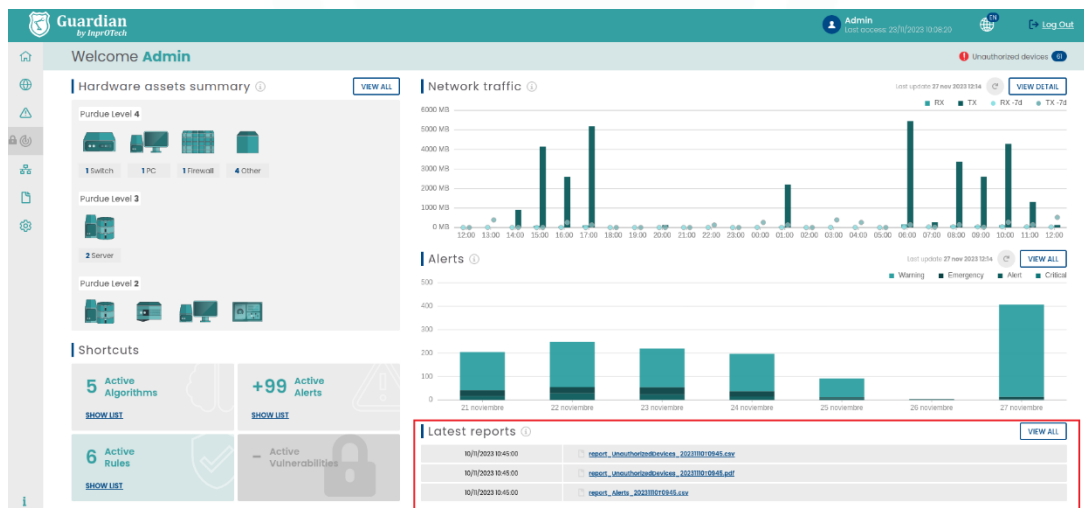 Guardian
by InprOTech
Admin
Last access 23/11/2023 10:08:20
EN
Log Out
Welcome Admin
Unauthorized devices 61
Hardware assets summary
VIEW ALL
Purdue Level 4
1 Switch
1 PC
1 Firewall
4 Other
Purdue Level 3
2 Server
Purdue Level 2
Network traffic
Last update 27 nov 2023 12:14
VIEW DETAIL
RX TX RX -7d TX -7d
6000 MB
5000 MB
4000 MB
3000 MB
2000 MB
1000 MB
0 MB
12:00 13:00 14:00 15:00 16:00 17:00 18:00 19:00 20:00 21:00 22:00 23:00 00:00 01:00 02:00 03:00 04:00 05:00 06:00 07:00 08:00 09:00 10:00 11:00 12:00
Alerts
Last update 27 nov 2023 12:14
VIEW ALL
Warning Emergency Alert Critical
500
400
300
200
100
0
21 noviembre 22 noviembre 23 noviembre 24 noviembre 25 noviembre 26 noviembre 27 noviembre
Shortcuts
5 Active
Algorithms
SHOW LIST
+99 Active
Alerts
SHOW LIST
6 Active
Rules
SHOW LIST
- Active
Vulnerabilities
Latest reports
VIEW ALL
10/11/2023 10:45:00 report_UnauthorizedDevices_20231110T0945.csv
10/11/2023 10:45:00 report_UnauthorizedDevices_20231110T0945.pdf
10/11/2023 10:45:00 report_Alerts_20231110T0945.csv